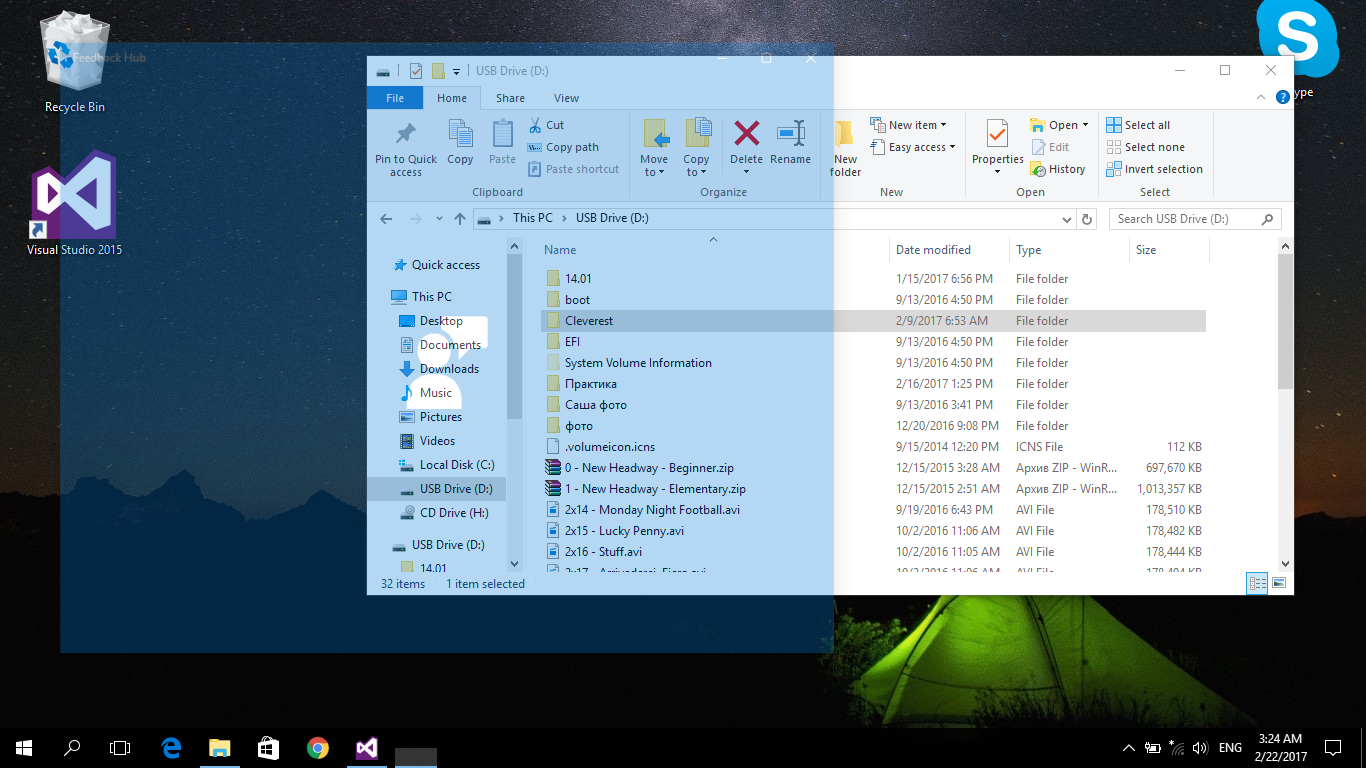 Feedback Hub
Recycle Bin
Visual Studio 2015
ype
USB Drive (D:)
File Home Share View
Pin to Quick access
Copy
Paste
Cut
Copy path
Paste shortcut
Clipboard
Move to
Copy to
Delete
Rename
Organize
New folder
New item
Easy access
New
Properties
Open
Edit
History
Open
Select all
Select none
Invert selection
Select
This PC > USB Drive (D:)
Search USB Drive (D:)
Quick access
This PC
Desktop
Documents
Downloads
Music
Pictures
Videos
Local Disk (C:)
USB Drive (D:)
CD Drive (H:)
USB Drive (D:)
14.01
Name Date modified Type Size
14.01 1/15/2017 6:56 PM File folder
boot 9/13/2016 4:50 PM File folder
Cleverest 2/9/2017 6:53 AM File folder
EFI 9/13/2016 4:50 PM File folder
System Volume Information 9/13/2016 4:50 PM File folder
Практика 2/16/2017 1:25 PM File folder
Саша фото 9/13/2016 3:41 PM File folder
фото 12/20/2016 9:08 PM File folder
.volumeicon.icns 9/15/2014 12:20 PM ICNS File 112 KB
0 - New Headway - Beginner.zip 12/15/2015 3:28 AM Архив ZIP - WinR... 697,670 KB
1 - New Headway - Elementary.zip 12/15/2015 2:51 AM Архив ZIP - WinR... 1,013,357 KB
2x14 - Monday Night Football.avi 9/19/2016 6:43 PM AVI File 178,510 KB
2x15 - Lucky Penny.avi 10/2/2016 11:06 AM AVI File 178,482 KB
2x16 - Stuff.avi 10/2/2016 11:05 AM AVI File 178,444 KB
32 items 1 item selected
ENG
3:24 AM
2/22/2017